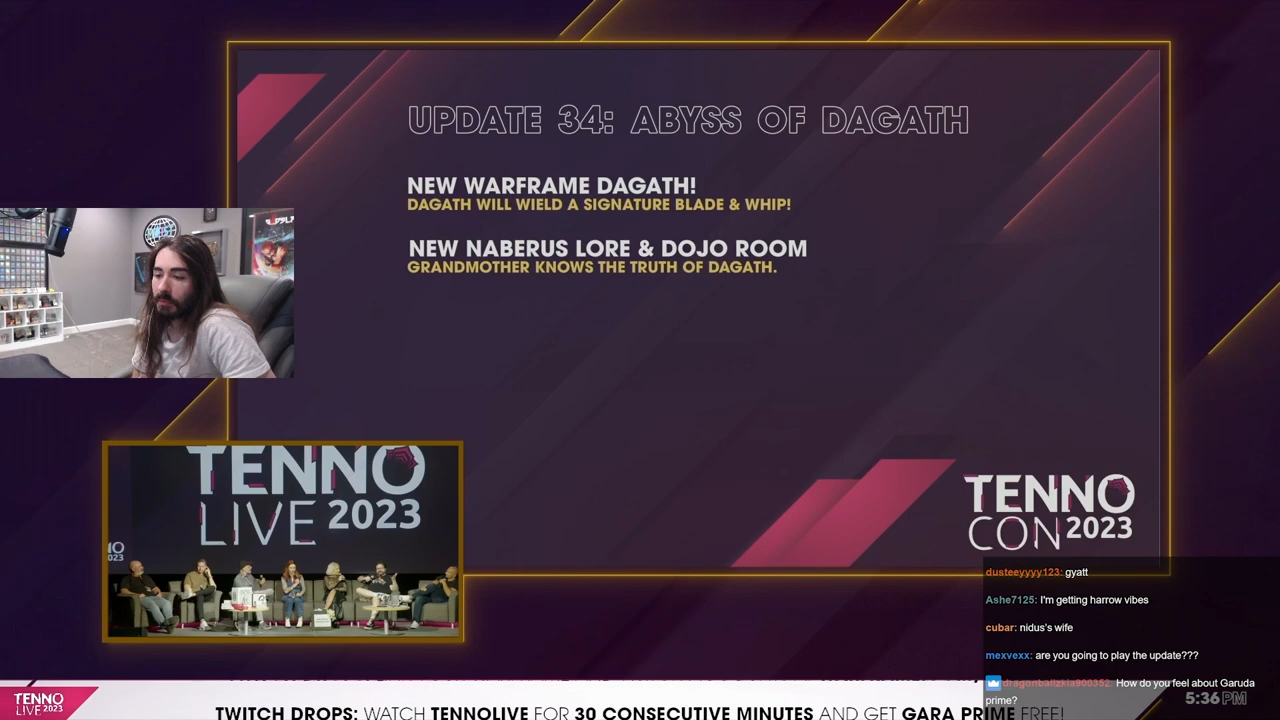 UPDATE 34: ABYSS OF DAGATH
NEW WARFRAME DAGATH!
DAGATH WILL WIELD A SIGNATURE BLADE & WHIP!
NEW NABERUS LORE & DOJO ROOM
GRANDMOTHER KNOWS THE TRUTH OF DAGATH.
TENNO
LIVE 2023
TENNO
CON 2023
dusteeyyyy123: gyatt
Ashe7125: I'm getting harrow vibes
cubar: nidus's wife
mexvexx: are you going to play the update???
dragonballzkia900352: How do you feel about Garuda
prime?
5:36 PM
TENNO
LIVE 2023
TWITCH DROPS: WATCH TENNOLIVE FOR 30 CONSECUTIVE MINUTES AND GET GARA PRIME FREE!